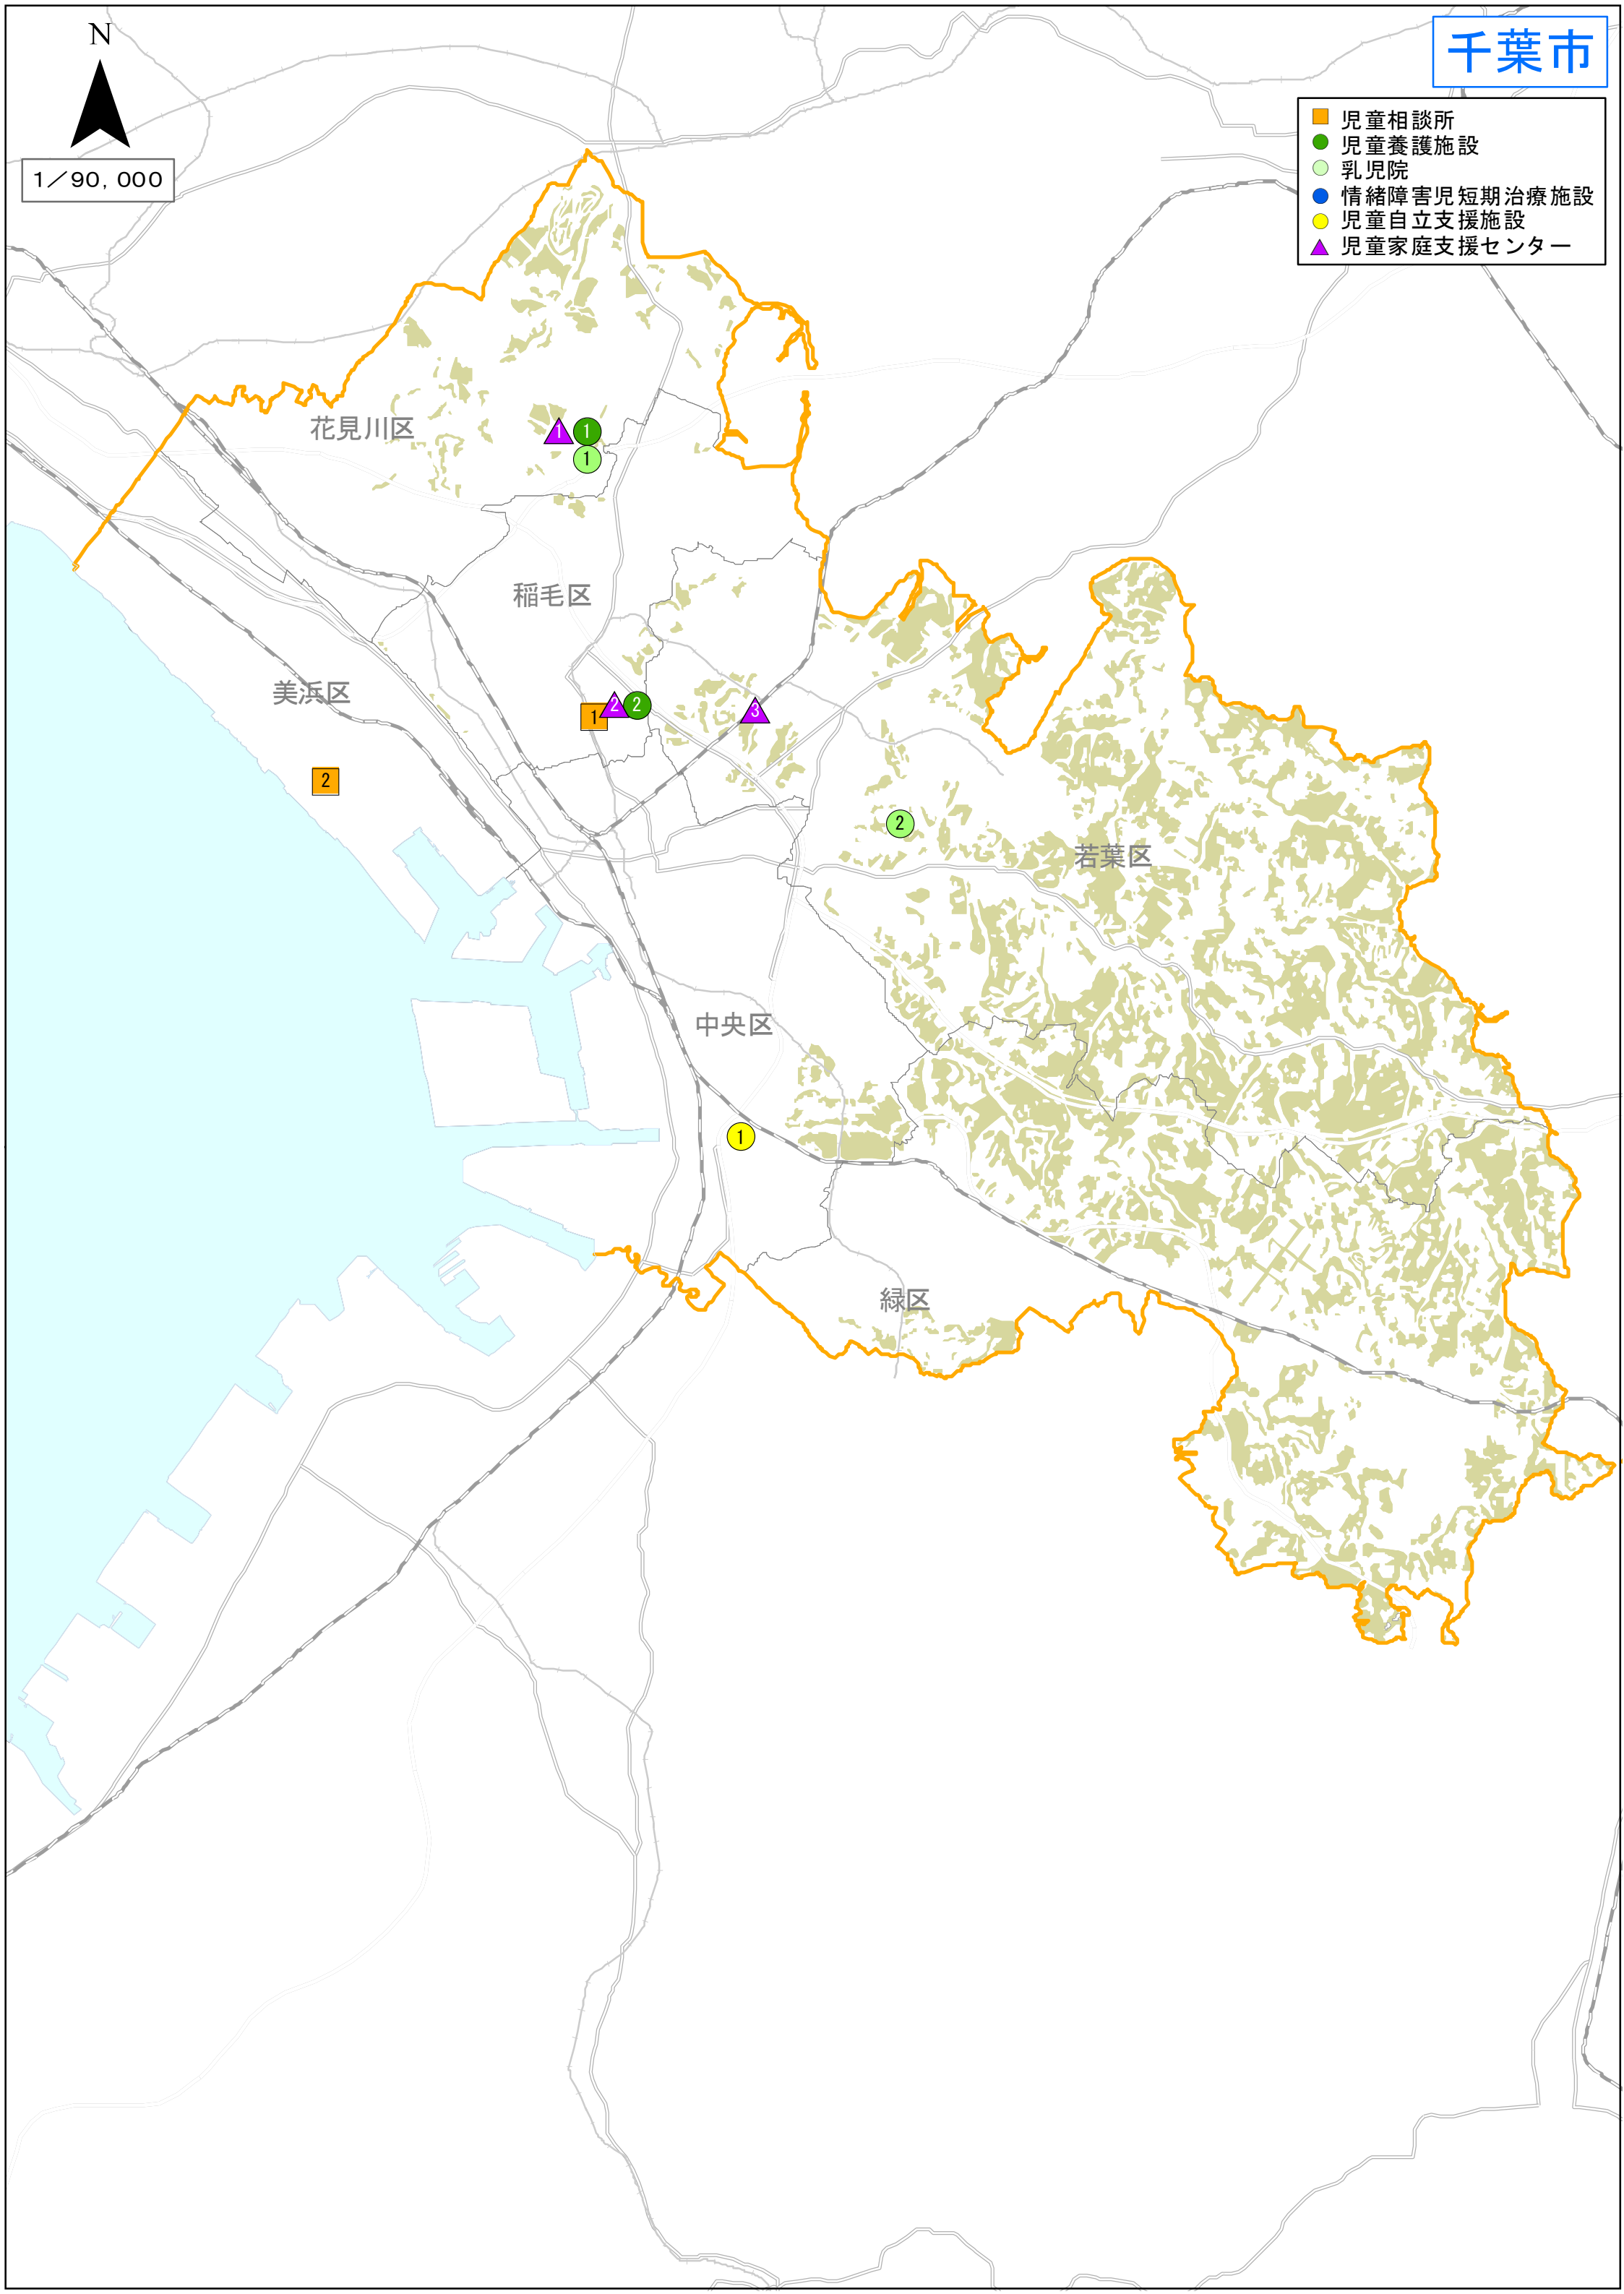 N
千葉市
1／90,000
児童相談所
児童養護施設
乳児院
情緒障害児短期治療施設
児童自立支援施設
児童家庭支援センター
花見川区
1
1
1
稲毛区
美浜区
1
2
2
3
2
2
若葉区
中央区
1
緑区